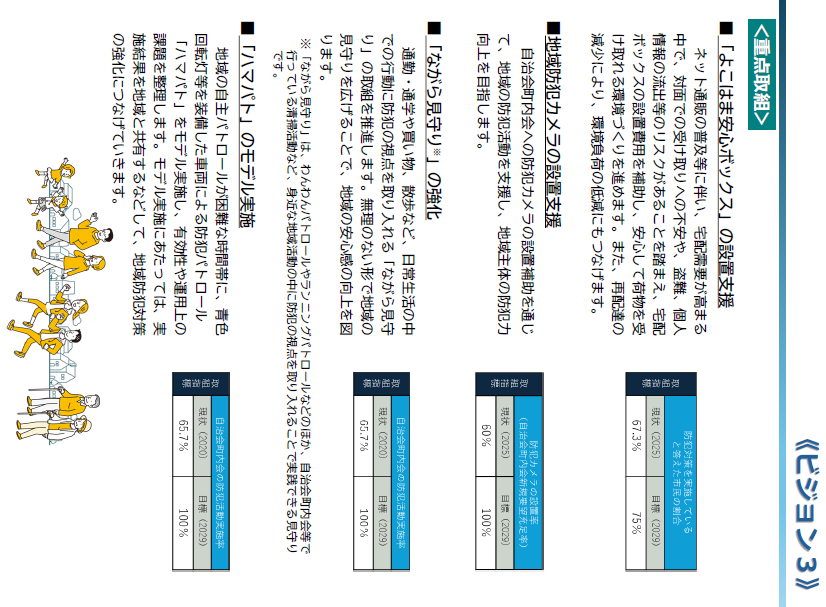 《ビジョン 3》
<重点取組>
■「よこはま安心ボックス」の設置支援
ネット通販の普及等に伴い、宅配需要が高まる
中で、対面での受け取りへの不安や、盗難、個人
情報の流出等のリスクがあることを踏まえ、宅配
ボックスの設置費用を補助し、安心して荷物を受
け取れる環境づくりを進めます。また、再配達の
減少により、環境負荷の低減にもつなげます。
取組指標
防犯対策を実施している
と答えた市民の割合
現状（2025） 目標（2029）
67.3% 75%
■地域防犯カメラの設置支援
自治会町内会への防犯カメラの設置補助を通じ
て、地域の防犯活動を支援し、地域主体の防犯力
向上を目指します。
取組指標
防犯カメラの設置率
（自治会町内会新規要望充足率）
現状（2025） 目標（2029）
60% 100%
■「ながら見守り※」の強化
通勤・通学や買い物、散歩など、日常生活の中
での行動に防犯の視点を取り入れる「ながら見守
り」の取組を推進します。無理のない形で地域の
見守りを広げることで、地域の安心感の向上を図
ります。
※「ながら見守り」は、わんわんパトロールやランニングパトロールなどのほか、自治会町内会等で
行っている清掃活動など、身近な地域活動の中に防犯の視点を取り入れることで実践できる見守り
です。
取組指標
自治会町内会の防犯活動実施率
現状（2020） 目標（2029）
65.7% 100%
■「ハマパト」のモデル実施
地域の自主パトロールが困難な時間帯に、青色
回転灯等を装備した車両による防犯パトロール
「ハマパト」をモデル実施し、有効性や運用上の
課題を整理します。モデル実施にあたっては、実
施結果を地域と共有するなどして、地域防犯対策
の強化につなげていきます。
取組指標
自治会町内会の防犯活動実施率
現状（2020） 目標（2029）
65.7% 100%